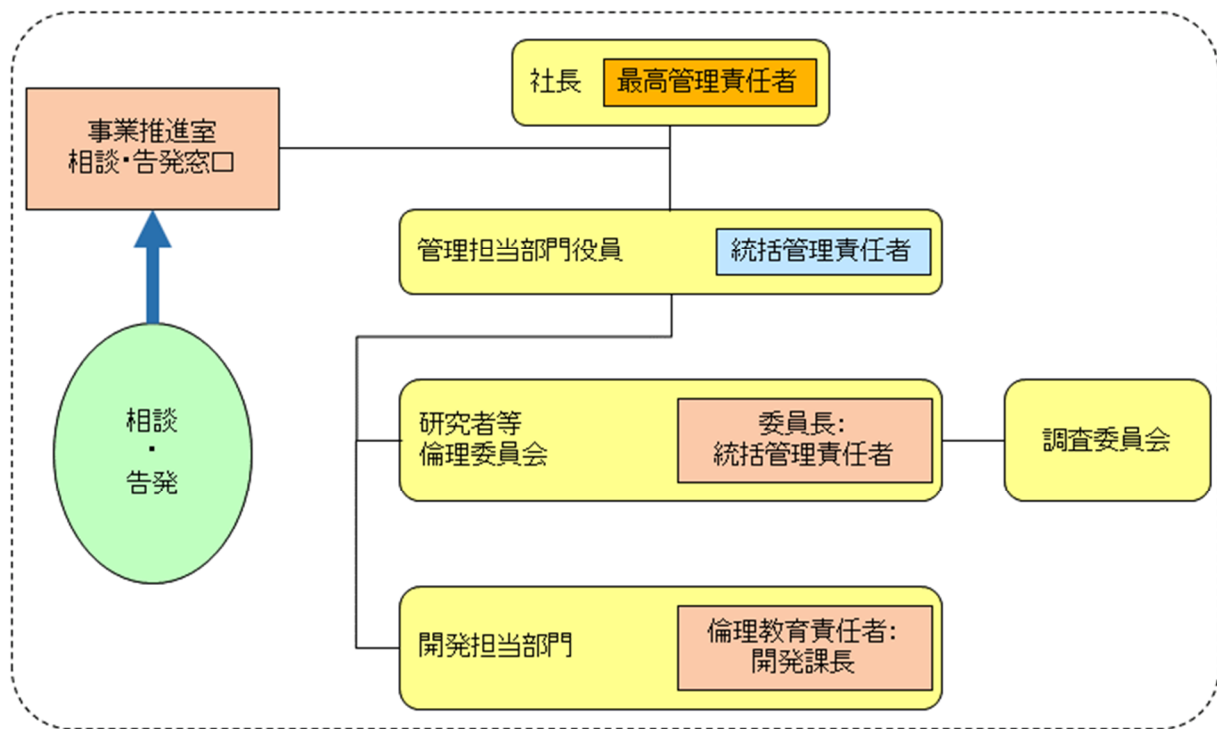 社長
最高管理責任者
事業推進室
相談・告発窓口
管理担当部門役員
統括管理責任者
相談
・
告発
研究者等
倫理委員会
委員長：
統括管理責任者
調査委員会
開発担当部門
倫理教育責任者：
開発課長